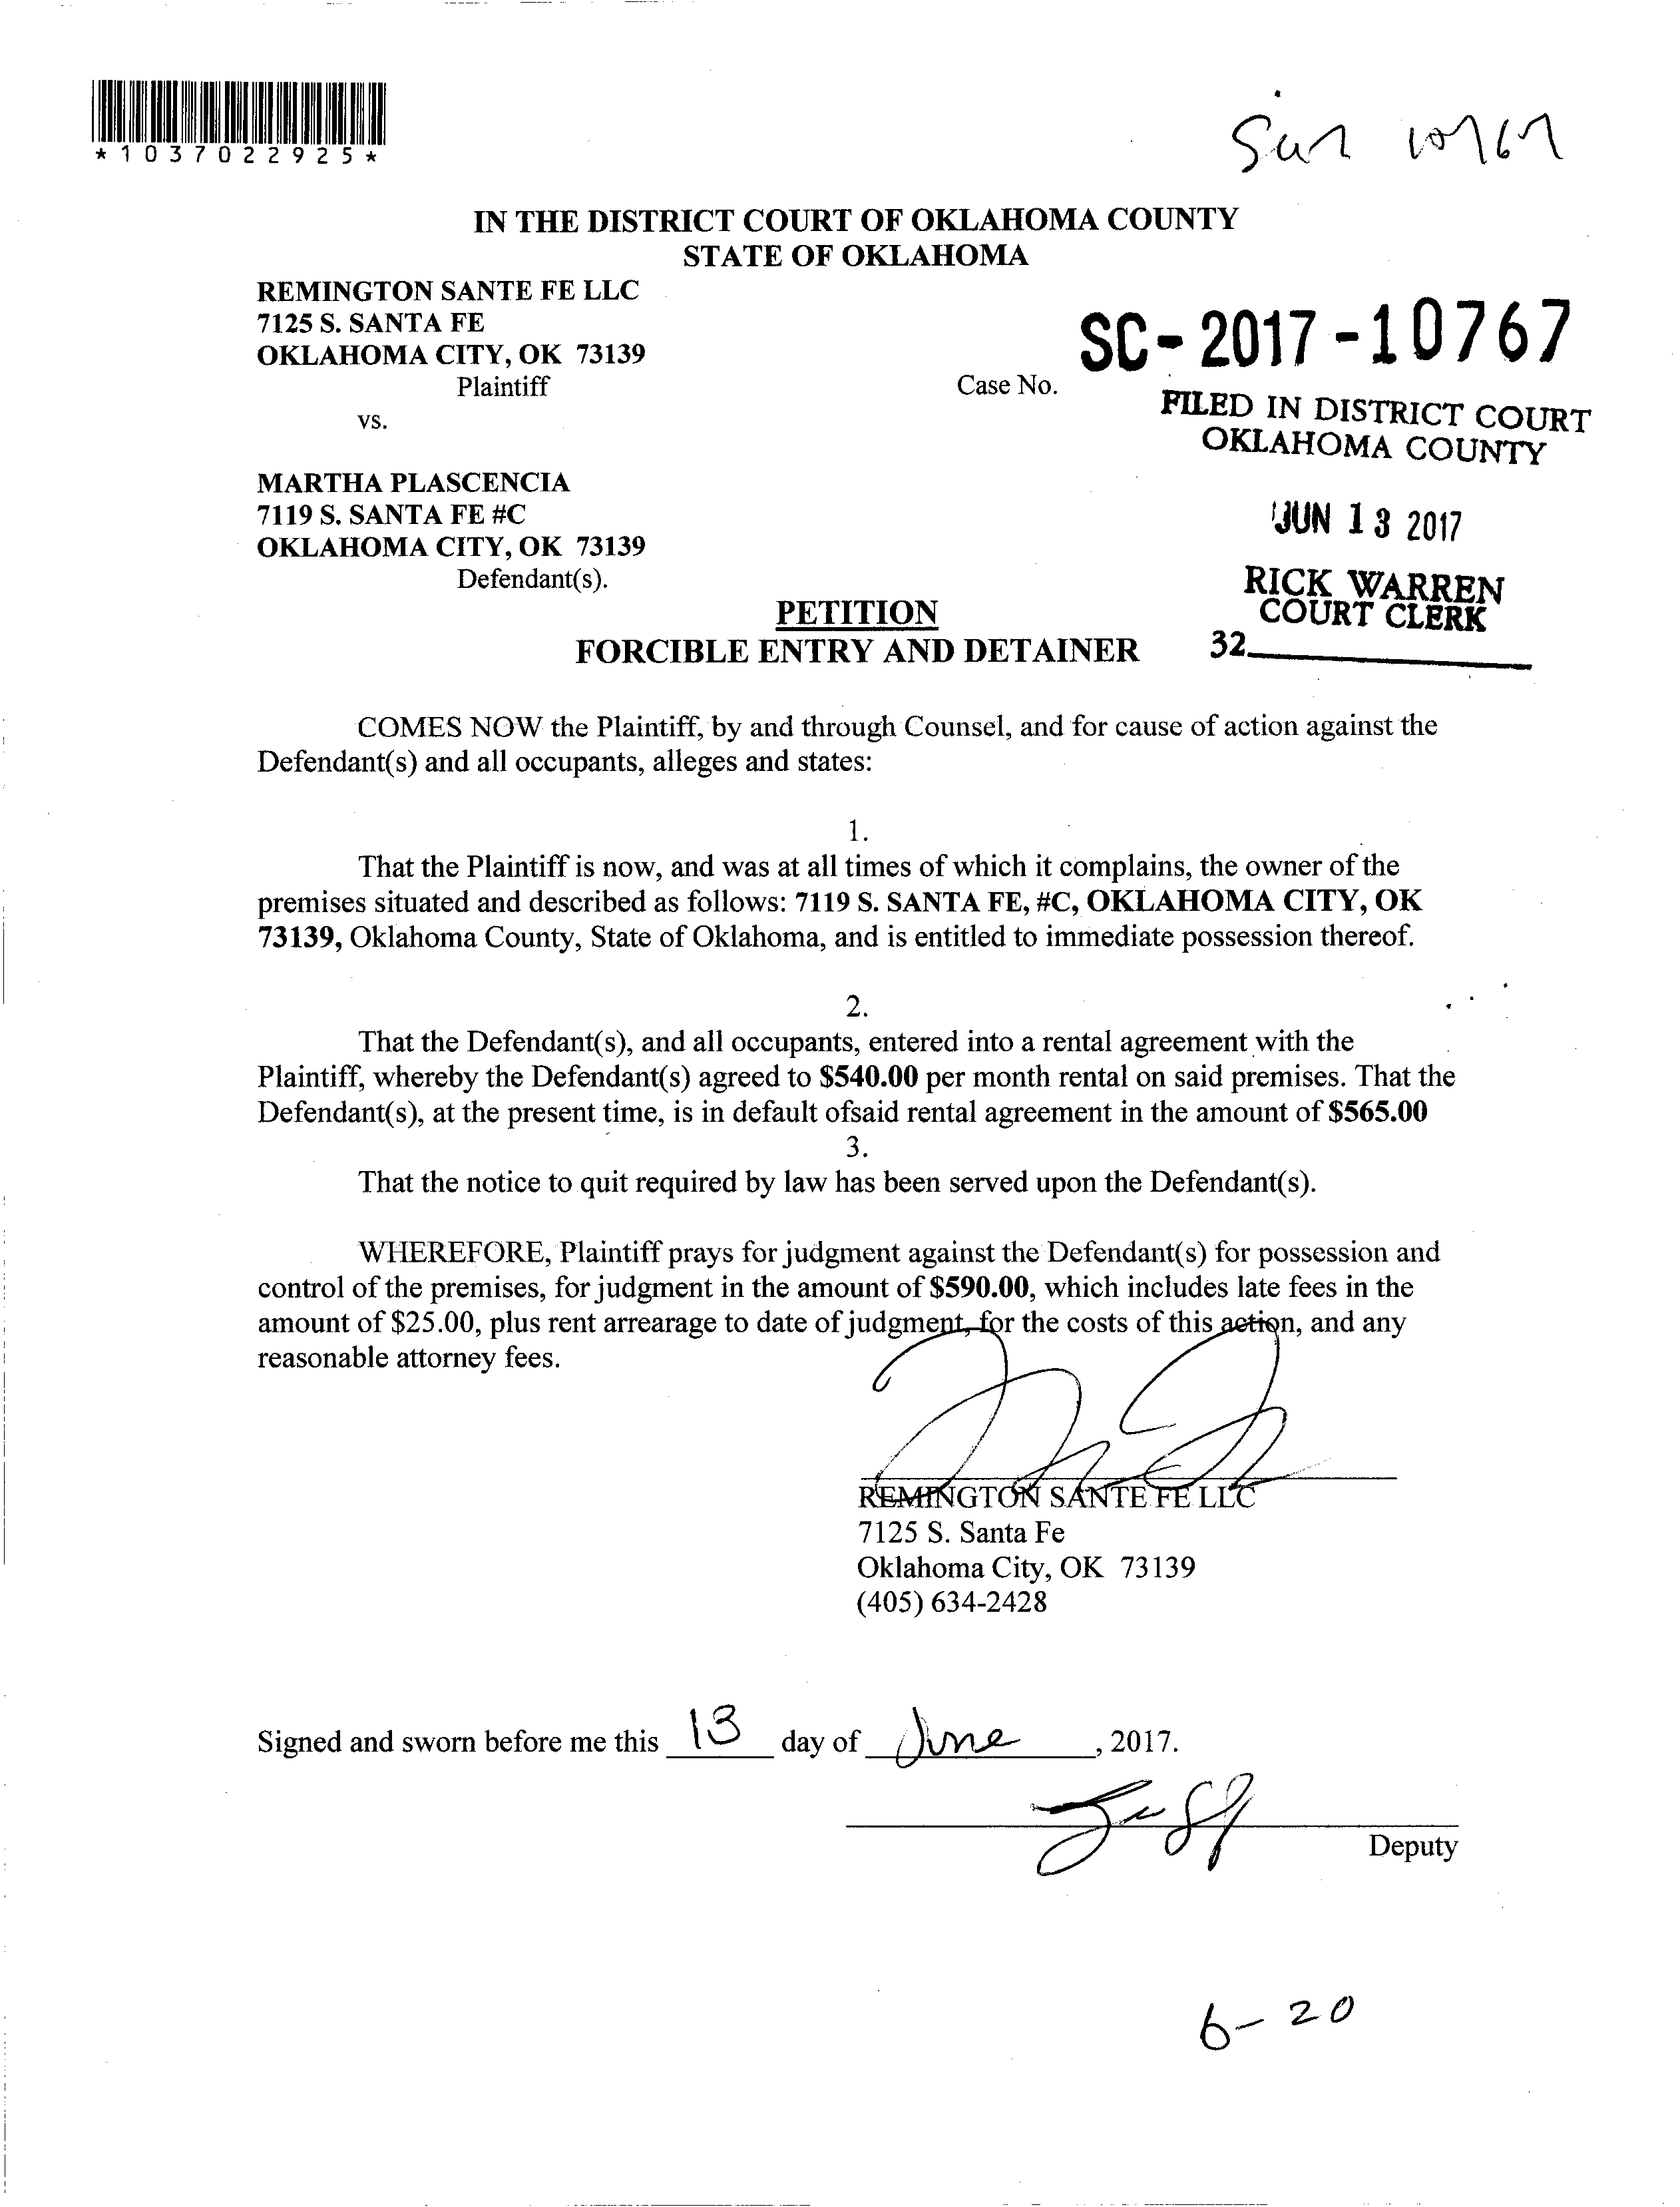 *1037022925*
IN THE DISTRICT COURT OF OKLAHOMA COUNTY
STATE OF OKLAHOMA
REMINGTON SANTE FE LLC
7125 S. SANTA FE
OKLAHOMA CITY, OK 73139
Plaintiff
vs.
SC-2017-10767
Case No.
FILED IN DISTRICT COURT
OKLAHOMA COUNTY
MARTHA PLASCENCIA
7119 S. SANTA FE #C
OKLAHOMA CITY, OK 73139
Defendant(s).
JUN 13 2017
RICK WARREN
COURT CLERK
32
PETITION
FORCIBLE ENTRY AND DETAINER
COMES NOW the Plaintiff, by and through Counsel, and for cause of action against the
Defendant(s) and all occupants, alleges and states:
1.
That the Plaintiff is now, and was at all times of which it complains, the owner of the
premises situated and described as follows: 7119 S. SANTA FE, #C, OKLAHOMA CITY, OK
73139, Oklahoma County, State of Oklahoma, and is entitled to immediate possession thereof.
2.
That the Defendant(s), and all occupants, entered into a rental agreement with the
Plaintiff, whereby the Defendant(s) agreed to $540.00 per month rental on said premises. That the
Defendant(s), at the present time, is in default ofsaid rental agreement in the amount of $565.00
3.
That the notice to quit required by law has been served upon the Defendant(s).
WHEREFORE, Plaintiff prays for judgment against the Defendant(s) for possession and
control of the premises, for judgment in the amount of $590.00, which includes late fees in the
amount of $25.00, plus rent arrearage to date of judgment, for the costs of this action, and any
reasonable attorney fees.
REMINGTON SANTE FE LLC
7125 S. Santa Fe
Oklahoma City, OK 73139
(405) 634-2428
Signed and sworn before me this 13 day of June, 2017.
Deputy
6-20